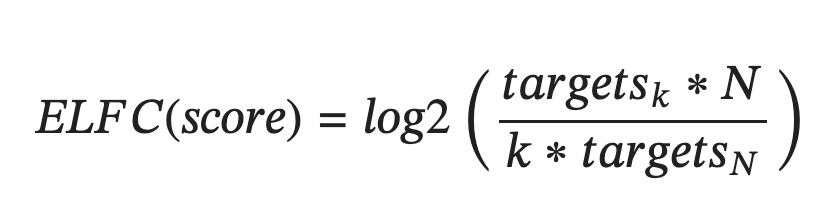 ELFC(score) = log2 ( targets_k * N / k * targets_N )